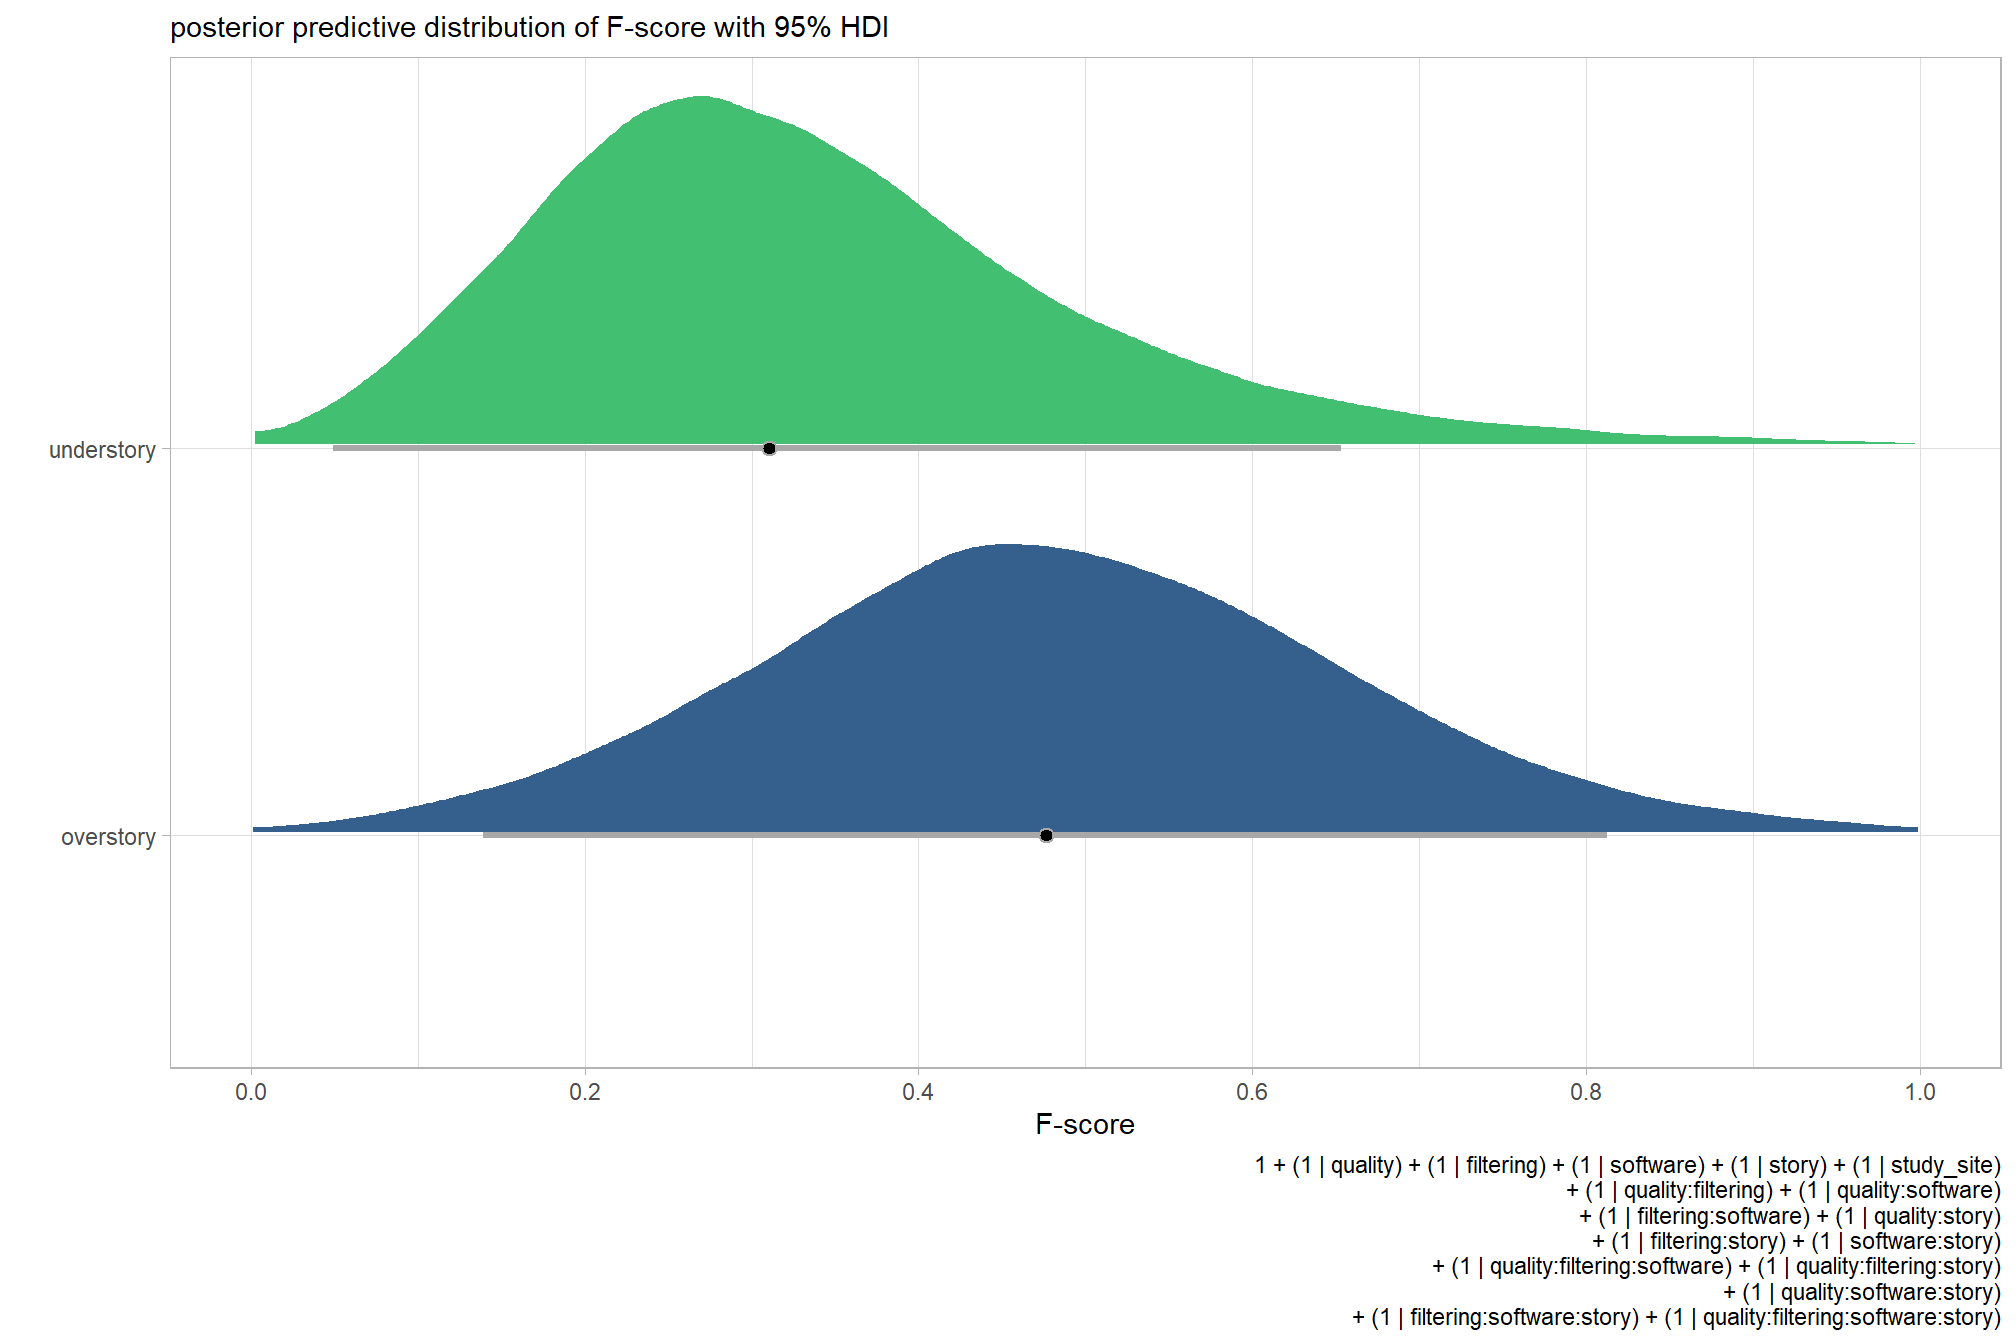 posterior predictive distribution of F-score with 95% HDI
understory
overstory
0.0 0.2 0.4 0.6 0.8 1.0
F-score
1 + (1 | quality) + (1 | filtering) + (1 | software) + (1 | story) + (1 | study_site)
+ (1 | quality:filtering) + (1 | quality:software)
+ (1 | filtering:software) + (1 | quality:story)
+ (1 | filtering:story) + (1 | software:story)
+ (1 | quality:filtering:software) + (1 | quality:filtering:story)
+ (1 | quality:software:story)
+ (1 | filtering:software:story) + (1 | quality:filtering:software:story)